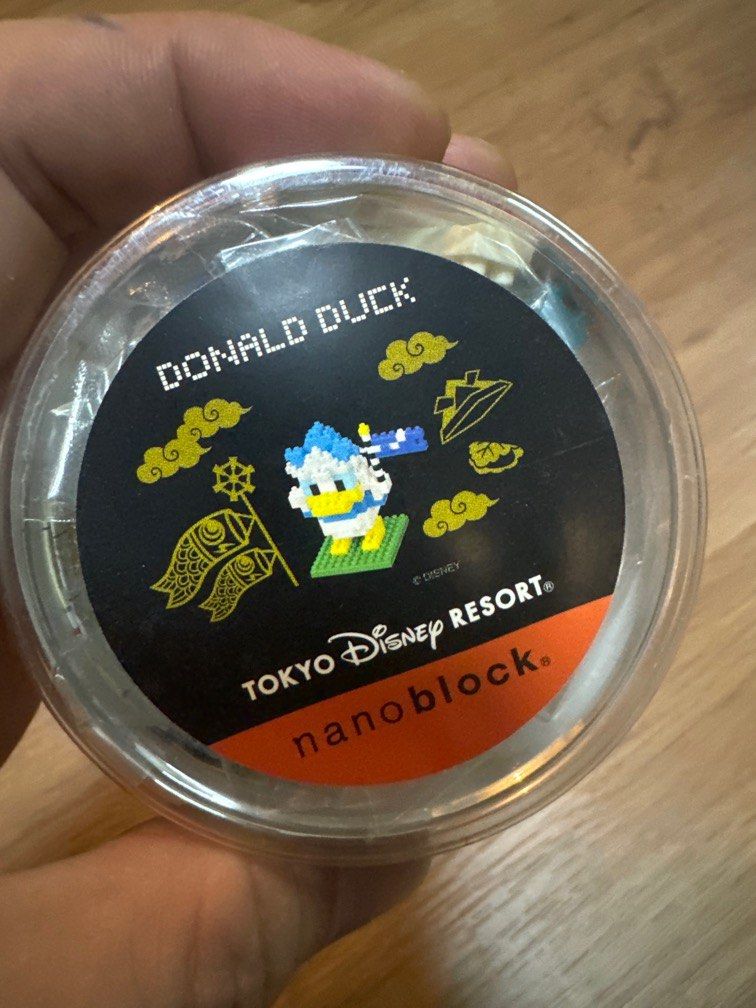 DONALD DUCK
© DISNEY
TOKYO Disney RESORT®
nanoblock®